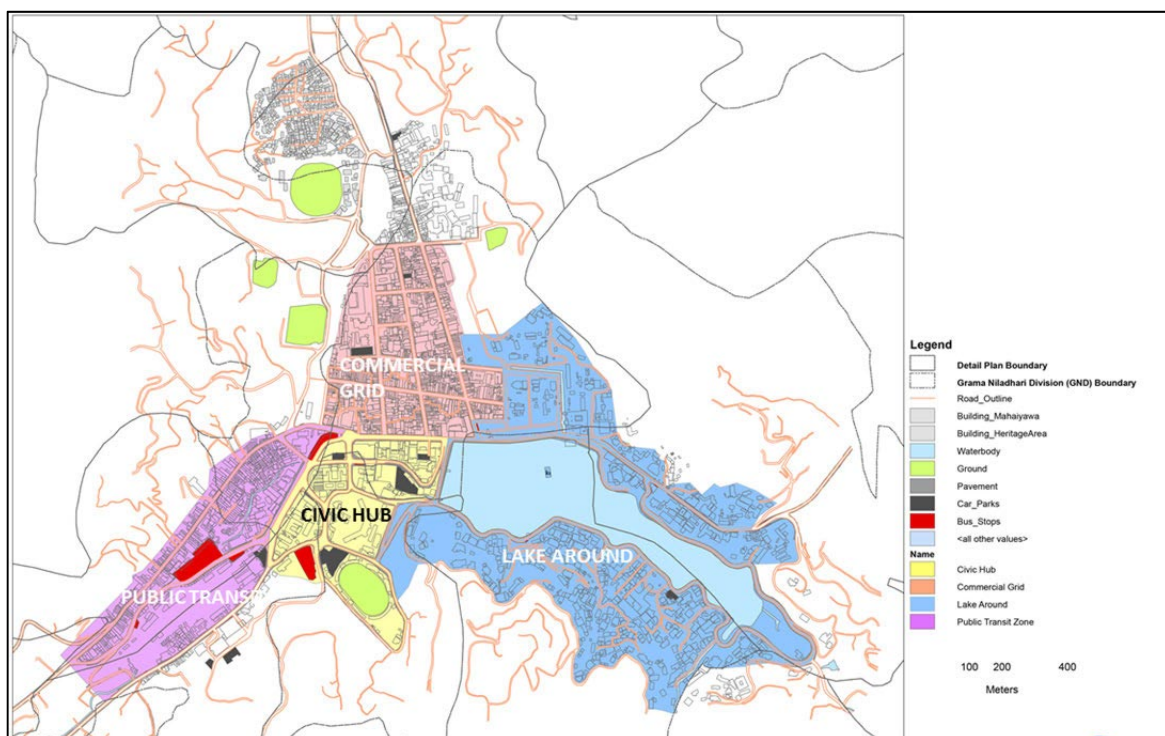 COMMERCIAL
GRID
CIVIC HUB
LAKE AROUND
PUBLIC TRANSI
Legend
Detail Plan Boundary
Grama Niladhari Division (GND) Boundary
Road_Outline
Building_Mahaiyawa
Building_HeritageArea
Waterbody
Ground
Pavement
Car_Parks
Bus_Stops
<all other values>
Name
Civic Hub
Commercial Grid
Lake Around
Public Transit Zone
100 200 400
Meters